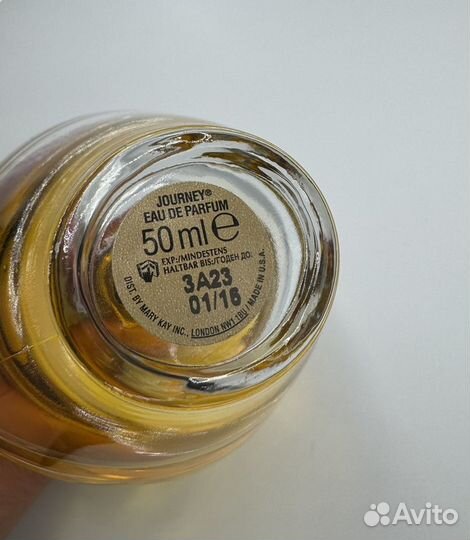 JOURNEY®
EAU DE PARFUM
50 ml e
EXP.:/MINDESTENS
HALTBAR BIS:/ГОДЕН ДО:
3A23
01/16
DIST. BY MARY KAY INC., LONDON NW1 1BU / MADE IN U.S.A.
Avito